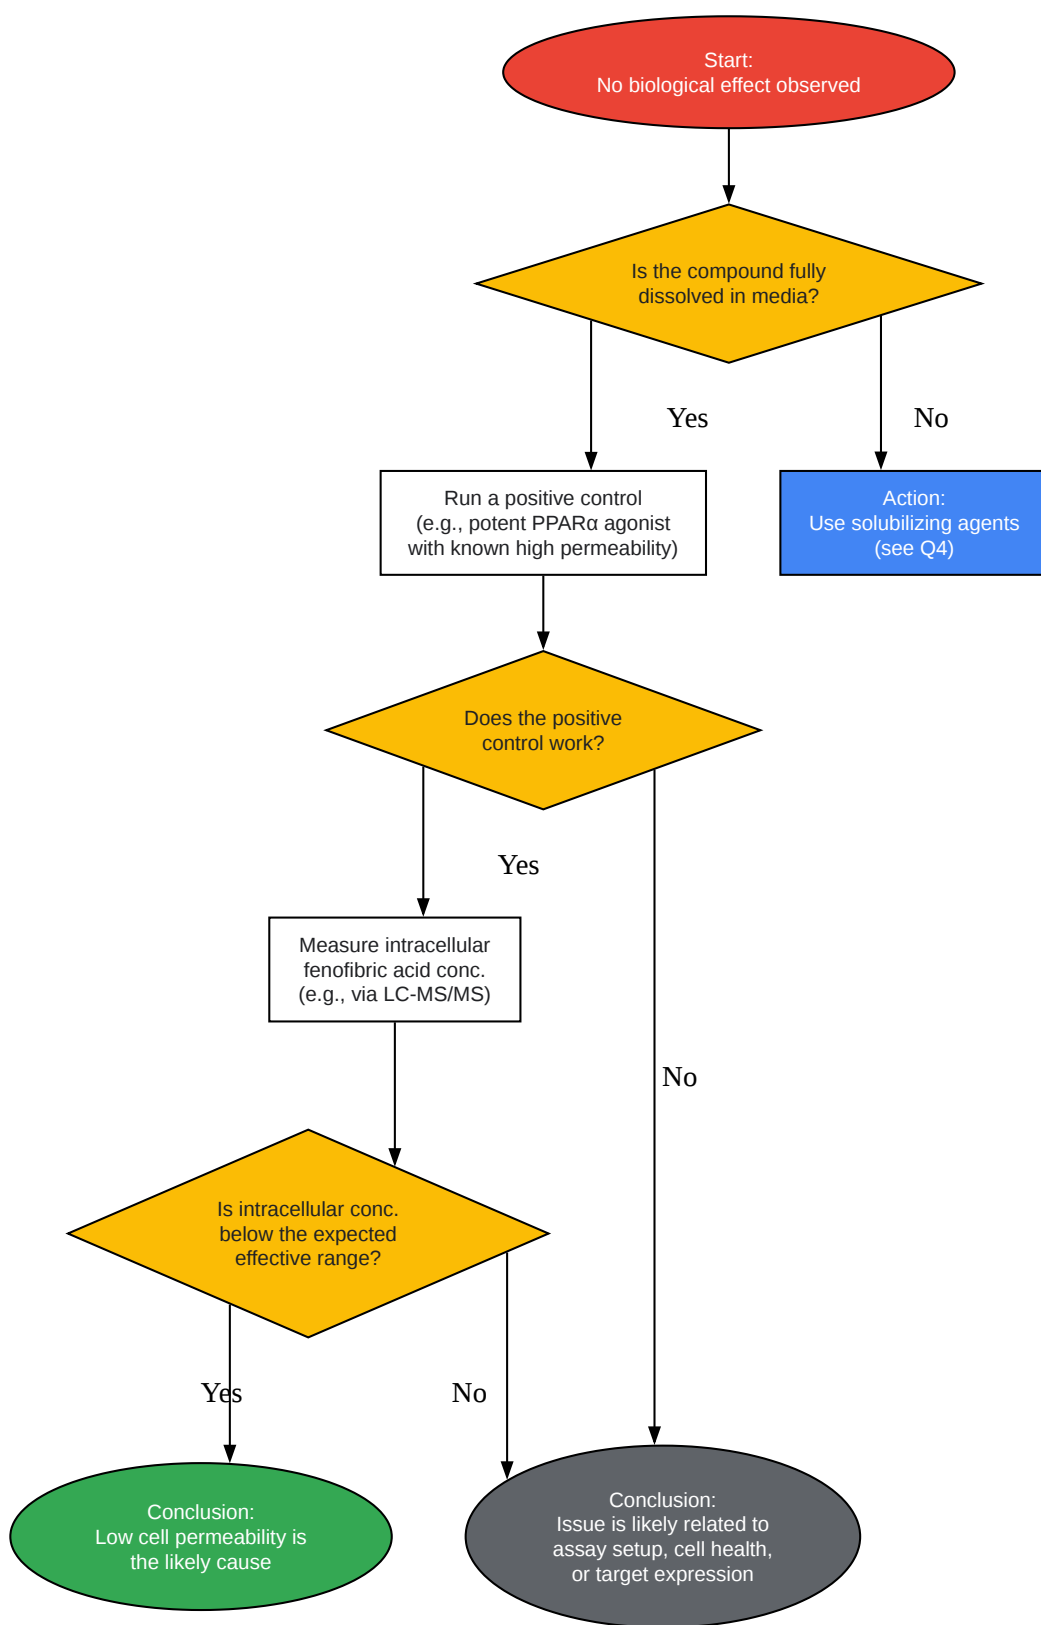 Start:
No biological effect observed
Is the compound fully
dissolved in media?
Yes
No
Run a positive control
(e.g., potent PPARα agonist
with known high permeability)
Action:
Use solubilizing agents
(see Q4)
Does the positive
control work?
Yes
Measure intracellular
fenofibric acid conc.
(e.g., via LC-MS/MS)
No
Is intracellular conc.
below the expected
effective range?
Yes
No
Conclusion:
Low cell permeability is
the likely cause
Conclusion:
Issue is likely related to
assay setup, cell health,
or target expression